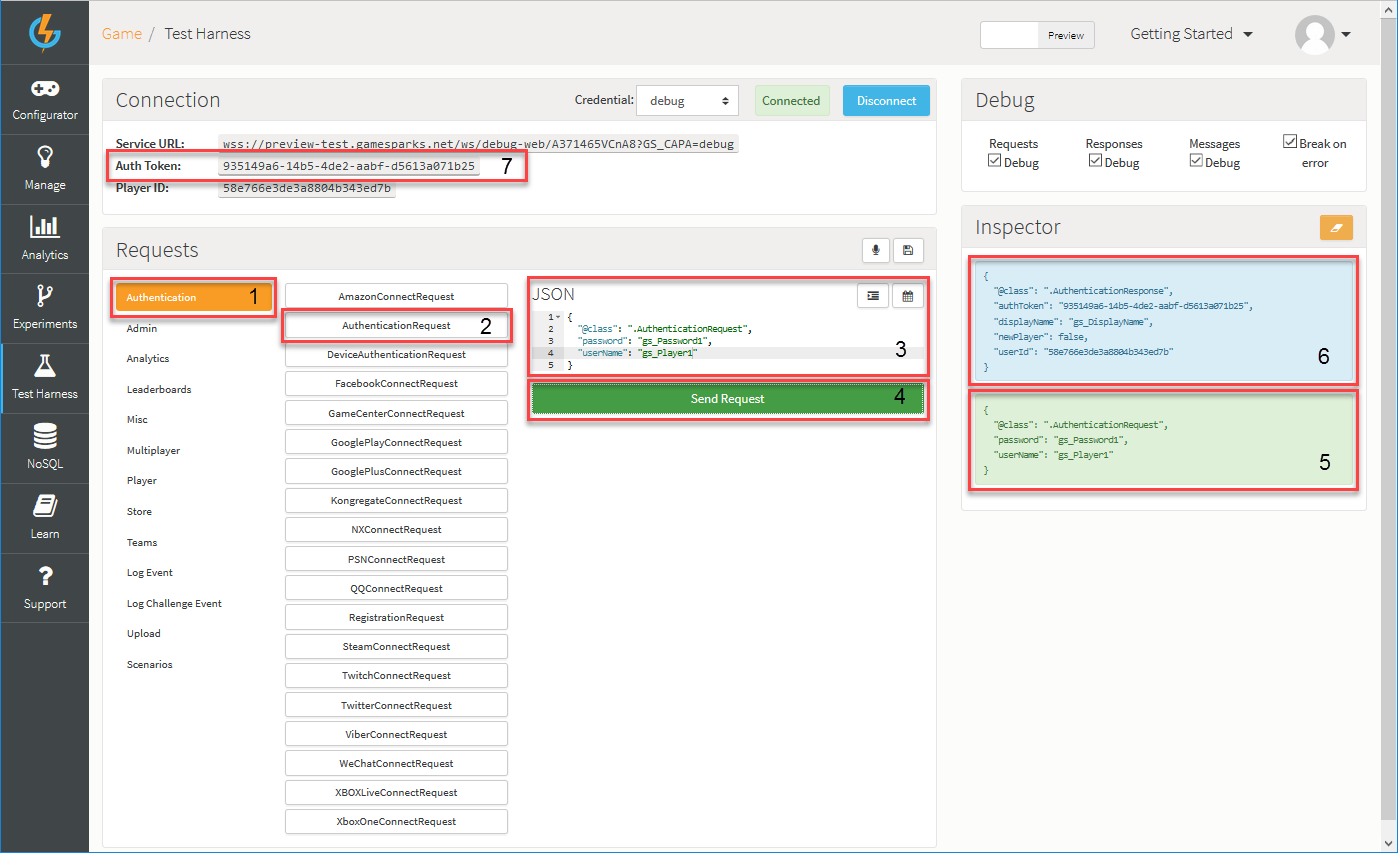 Game / Test Harness
Preview
Getting Started
Configurator
Manage
Analytics
Experiments
Test Harness
NoSQL
Learn
Support
Connection
Credential:
debug
Connected
Disconnect
Service URL: wss://preview-test.gamesparks.net/ws/debug-web/A371465VCnA8?GS_CAPA=debug
Auth Token: 935149a6-14b5-4de2-aabf-d5613a071b25 7
Player ID: 58e766e3de3a8804b343ed7b
Requests
Authentication 1
Admin
Analytics
Leaderboards
Misc
Multiplayer
Player
Store
Teams
Log Event
Log Challenge Event
Upload
Scenarios
AmazonConnectRequest
AuthenticationRequest 2
DeviceAuthenticationRequest
FacebookConnectRequest
GameCenterConnectRequest
GooglePlayConnectRequest
GooglePlusConnectRequest
KongregateConnectRequest
NXConnectRequest
PSNConnectRequest
QQConnectRequest
RegistrationRequest
SteamConnectRequest
TwitchConnectRequest
TwitterConnectRequest
ViberConnectRequest
WeChatConnectRequest
XBOXLiveConnectRequest
XboxOneConnectRequest
JSON
1 {
2 "@class": ".AuthenticationRequest",
3 "password": "gs_Password1",
4 "userName": "gs_Player1"
5 }
3
Send Request 4
Debug
Requests
Debug
Responses
Debug
Messages
Debug
Break on
error
Inspector
{
"@class": ".AuthenticationResponse",
"authToken": "935149a6-14b5-4de2-aabf-d5613a071b25",
"displayName": "gs_DisplayName",
"newPlayer": false,
"userId": "58e766e3de3a8804b343ed7b"
}
6
{
"@class": ".AuthenticationRequest",
"password": "gs_Password1",
"userName": "gs_Player1"
}
5